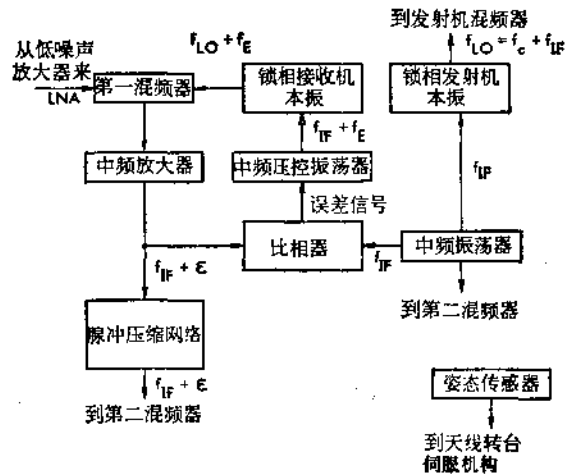 从低噪声
放大器来
LNA
第一混频器
f_LO + f_E
锁相接收机
本振
到发射机混频器
f_LO = f_c + f_IF
锁相发射机
本振
中频放大器
f_IF + f_E
中频压控振荡器
f_IF
误差信号
比相器
f_IF
中频振荡器
f_IF + ε
到第二混频器
脉冲压缩网络
f_IF + ε
到第二混频器
姿态传感器
到天线转台
伺服机构